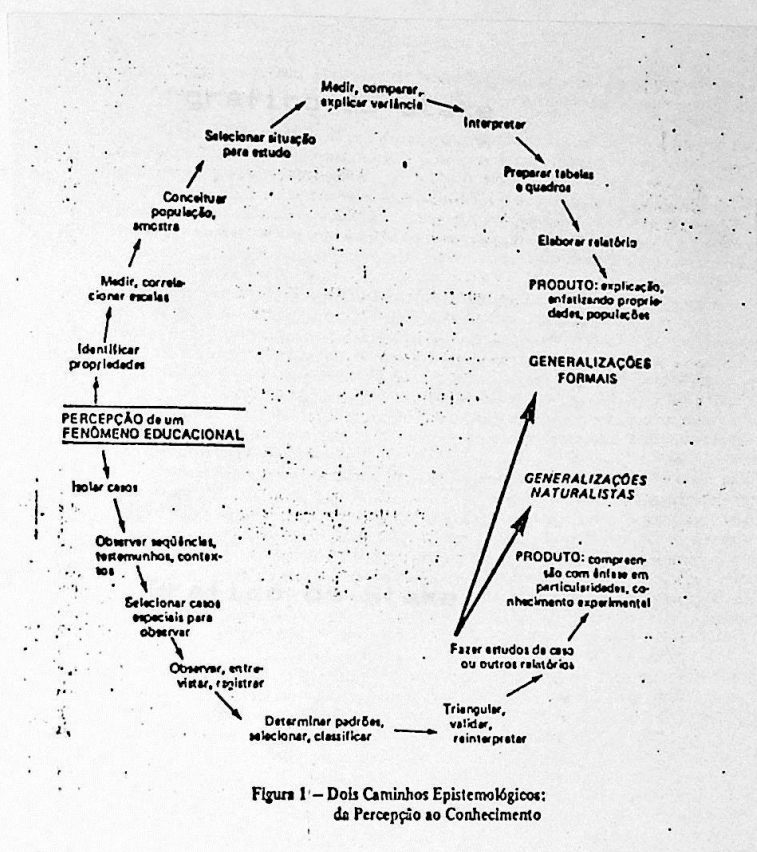 Medir, comparar,
explicar variância
Interpretar
Selecionar situação
para estudo
Preparar tabelas
e quadros
Conceituar
população,
amostra
Elaborar relatório
Medir, correla-
cionar escalas
PRODUTO: explicação,
enfatizando proprie-
dades, populações
Identificar
propriedades
GENERALIZAÇÕES
FORMAIS
PERCEPÇÃO de um
FENÔMENO EDUCACIONAL
Isolar casos
GENERALIZAÇÕES
NATURALISTAS
Observar seqüências,
testemunhos, contex-
tos
PRODUTO: compreen-
são com ênfase em
particularidades, co-
nhecimento experimental
Selecionar casos
especiais para
observar
Fazer estudos de caso
ou outros relatórios
Observar, entre-
vistar, registrar
Triangular,
validar,
reinterpretar
Determinar padrões,
selecionar, classificar
Figura 1 – Dois Caminhos Epistemológicos:
da Percepção ao Conhecimento